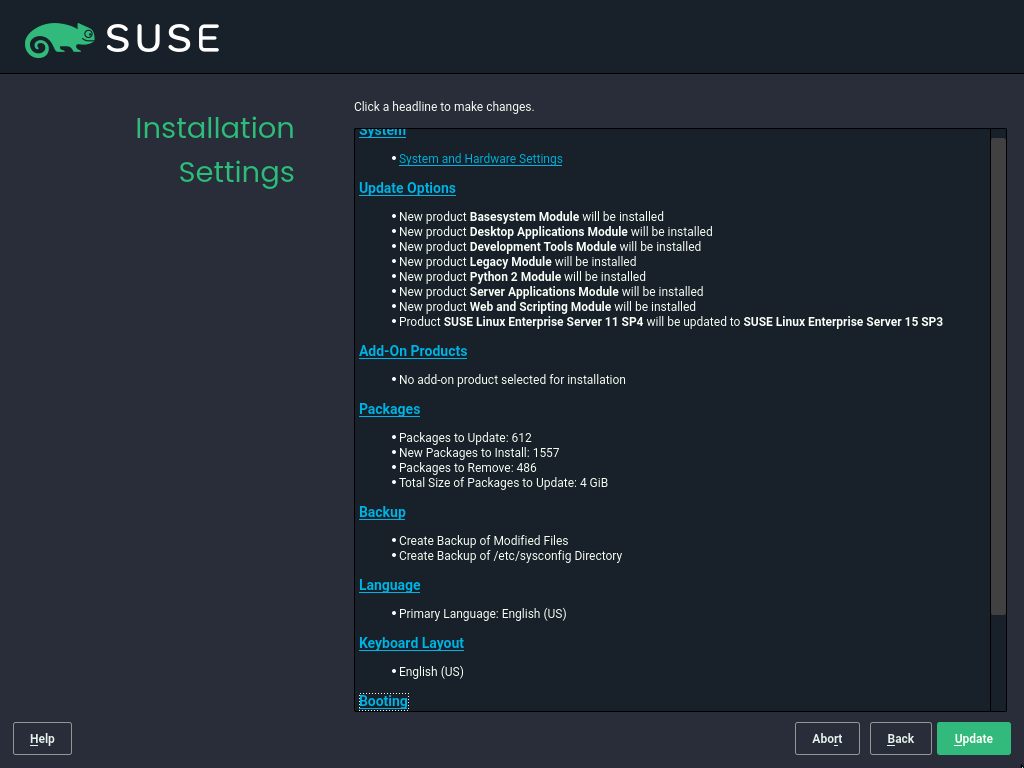 SUSE
Installation
Settings
Click a headline to make changes.
System
• System and Hardware Settings
Update Options
• New product Basesystem Module will be installed
• New product Desktop Applications Module will be installed
• New product Development Tools Module will be installed
• New product Legacy Module will be installed
• New product Python 2 Module will be installed
• New product Server Applications Module will be installed
• New product Web and Scripting Module will be installed
• Product SUSE Linux Enterprise Server 11 SP4 will be updated to SUSE Linux Enterprise Server 15 SP3
Add-On Products
• No add-on product selected for installation
Packages
• Packages to Update: 612
• New Packages to Install: 1557
• Packages to Remove: 486
• Total Size of Packages to Update: 4 GiB
Backup
• Create Backup of Modified Files
• Create Backup of /etc/sysconfig Directory
Language
• Primary Language: English (US)
Keyboard Layout
• English (US)
Booting
Help
Abort
Back
Update